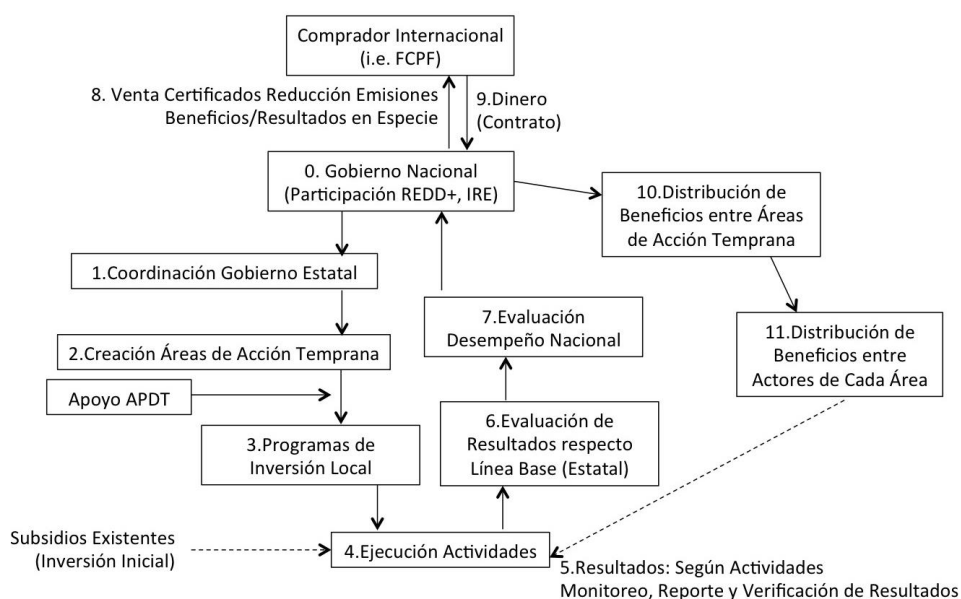 Comprador Internacional
(i.e. FCPF)
8. Venta Certificados Reducción Emisiones
Beneficios/Resultados en Especie
9.Dinero
(Contrato)
0. Gobierno Nacional
(Participación REDD+, IRE)
10.Distribución de
Beneficios entre Áreas
de Acción Temprana
1.Coordinación Gobierno Estatal
7.Evaluación
Desempeño Nacional
11.Distribución de
Beneficios entre
Actores de Cada Área
2.Creación Áreas de Acción Temprana
Apoyo APDT
3.Programas de
Inversión Local
6.Evaluación de
Resultados respecto
Línea Base (Estatal)
Subsidios Existentes
(Inversión Inicial)
4.Ejecución Actividades
5.Resultados: Según Actividades
Monitoreo, Reporte y Verificación de Resultados